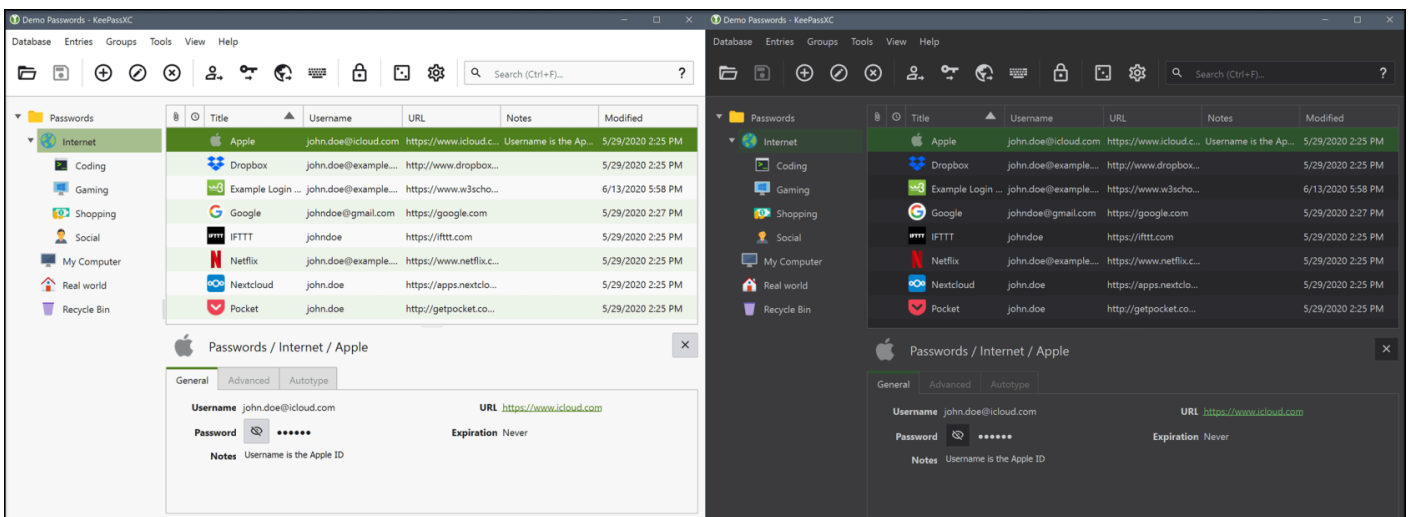 Demo Passwords - KeePassXC
Database Entries Groups Tools View Help
Search (Ctrl+F)... ?
Passwords
Internet
Coding
Gaming
Shopping
Social
My Computer
Real world
Recycle Bin
Title Username URL Notes Modified
Apple john.doe@icloud.com https://www.icloud.c... Username is the Ap... 5/29/2020 2:25 PM
Dropbox john.doe@example.... http://www.dropbox... 5/29/2020 2:25 PM
Example Login ... john.doe@example.... https://www.w3scho... 6/13/2020 5:58 PM
Google johndoe@gmail.com https://google.com 5/29/2020 2:27 PM
IFTTT IFTTT johndoe https://ifttt.com 5/29/2020 2:25 PM
Netflix john.doe@example.... https://www.netflix.c... 5/29/2020 2:25 PM
Nextcloud john.doe https://apps.nextclo... 5/29/2020 2:25 PM
Pocket john.doe http://getpocket.co... 5/29/2020 2:25 PM
Passwords / Internet / Apple
General Advanced Autotype
Username john.doe@icloud.com URL https://www.icloud.com
Password ●●●●●● Expiration Never
Notes Username is the Apple ID
Demo Passwords - KeePassXC
Database Entries Groups Tools View Help
Search (Ctrl+F)... ?
Passwords
Internet
Coding
Gaming
Shopping
Social
My Computer
Real world
Recycle Bin
Title Username URL Notes Modified
Apple john.doe@icloud.com https://www.icloud.c... Username is the Ap... 5/29/2020 2:25 PM
Dropbox john.doe@example.... http://www.dropbox... 5/29/2020 2:25 PM
Example Login ... john.doe@example.... https://www.w3scho... 6/13/2020 5:58 PM
Google johndoe@gmail.com https://google.com 5/29/2020 2:27 PM
IFTTT IFTTT johndoe https://ifttt.com 5/29/2020 2:25 PM
Netflix john.doe@example.... https://www.netflix.c... 5/29/2020 2:25 PM
Nextcloud john.doe https://apps.nextclo... 5/29/2020 2:25 PM
Pocket john.doe http://getpocket.co... 5/29/2020 2:25 PM
Passwords / Internet / Apple
General Advanced Autotype
Username john.doe@icloud.com URL https://www.icloud.com
Password ●●●●●● Expiration Never
Notes Username is the Apple ID